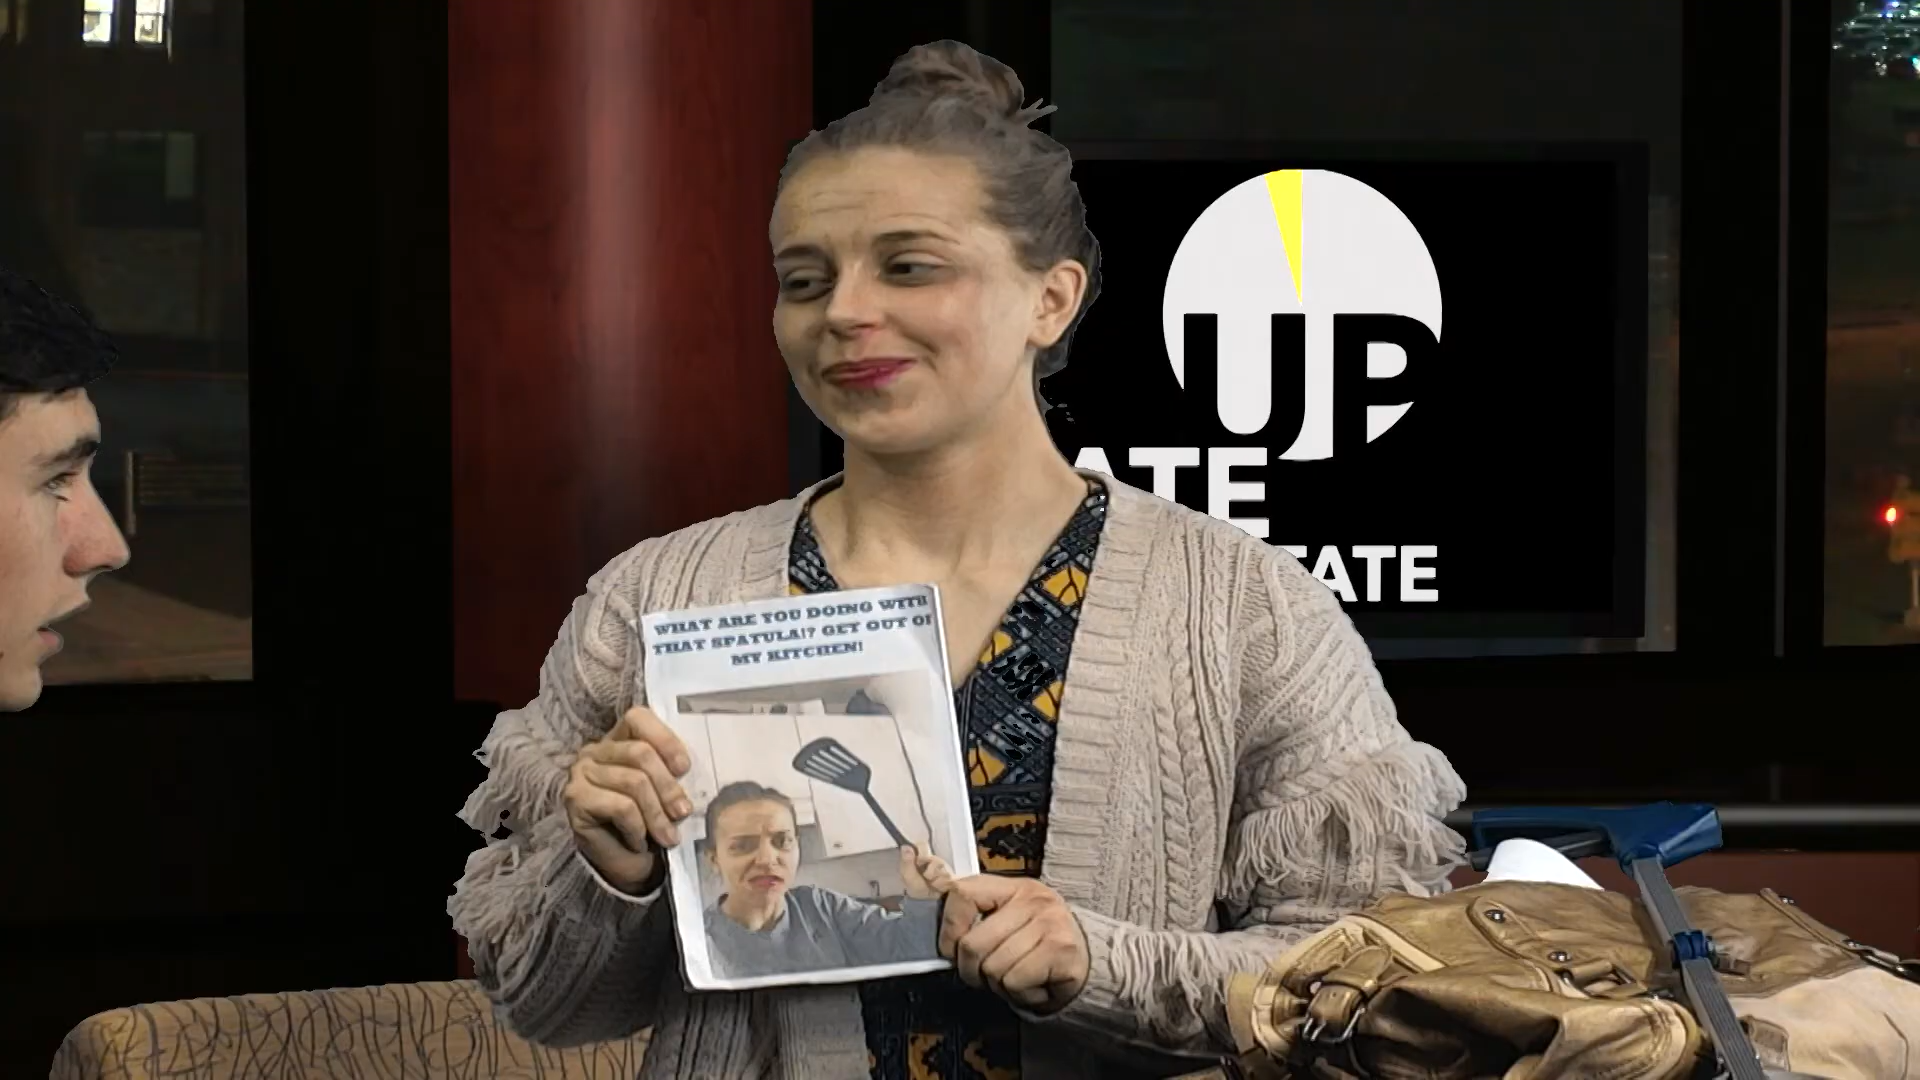 UP
ATE
TATE
WHAT ARE YOU DOING WITH
THAT SPATULA!? GET OUT OF
MY KITCHEN!